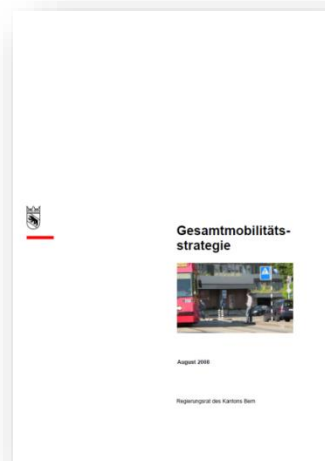 Gesamtmobilitäts-
strategie
August 2008
Regierungsrat des Kantons Bern